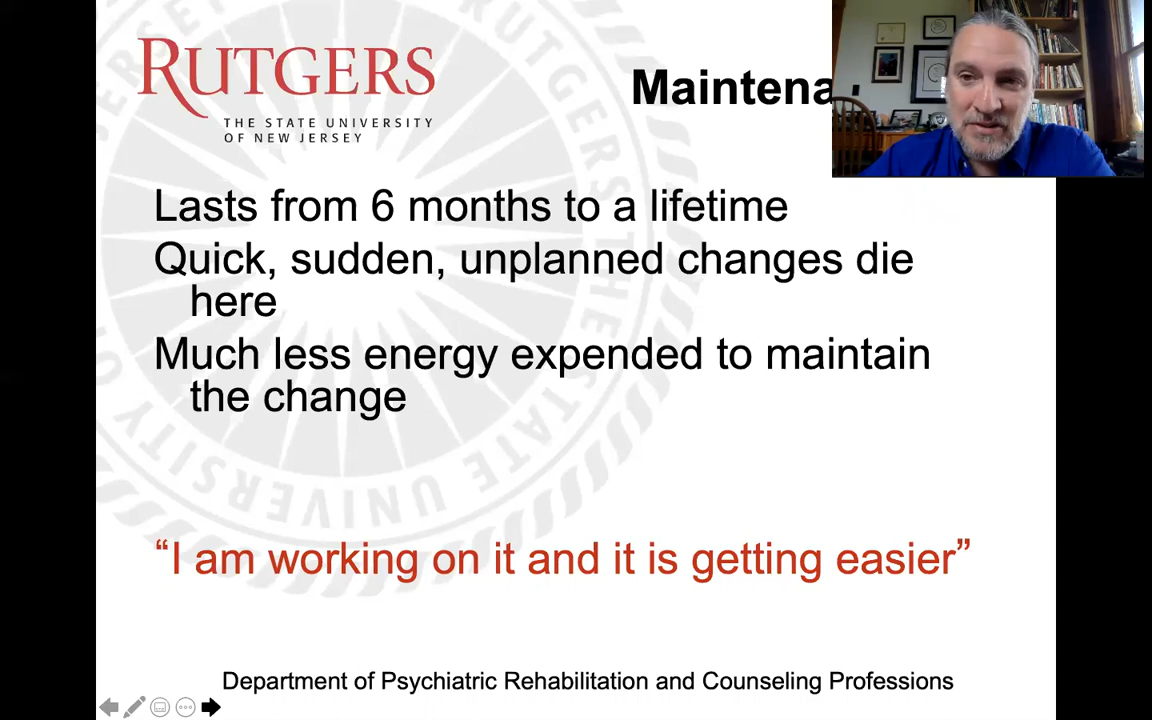 RUTGERS
THE STATE UNIVERSITY
OF NEW JERSEY
Lasts from 6 months to a lifetime
Quick, sudden, unplanned changes die
here
Much less energy expended to maintain
the change
“I am working on it and it is getting easier”
Department of Psychiatric Rehabilitation and Counseling Professions